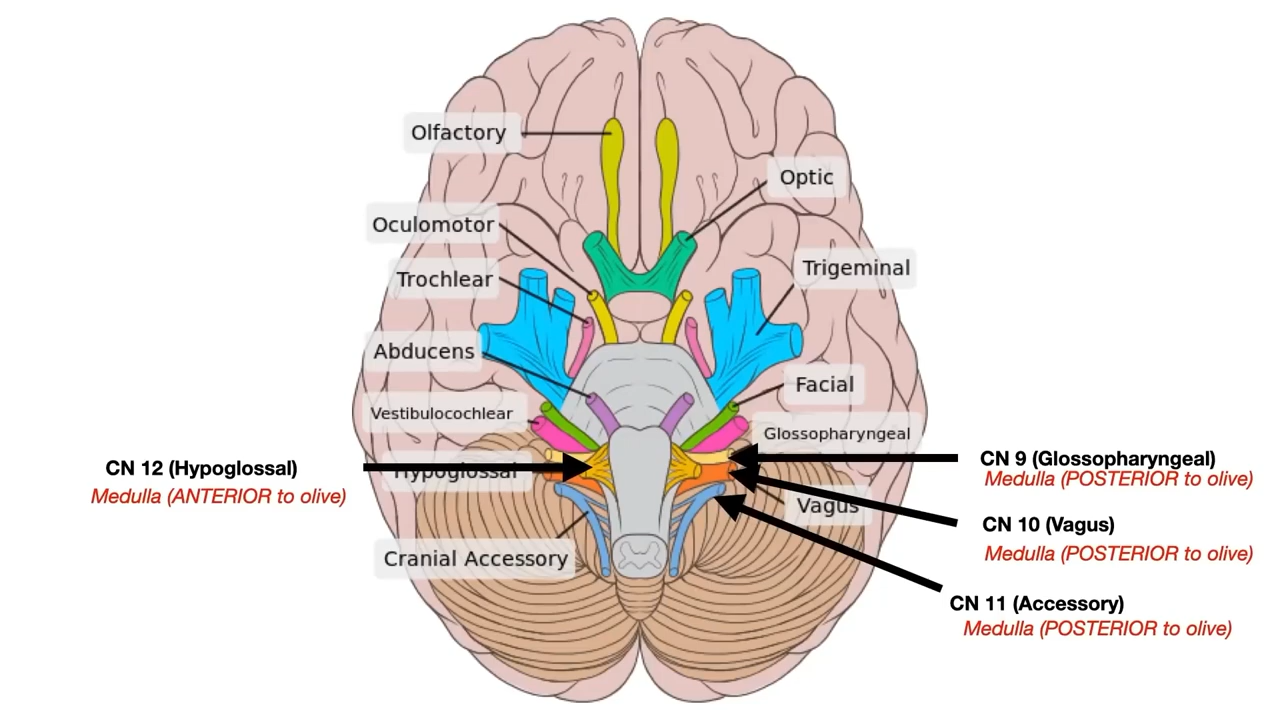 Olfactory
Optic
Oculomotor
Trigeminal
Trochlear
Abducens
Facial
Vestibulocochlear
Glossopharyngeal
CN 12 (Hypoglossal)
Medulla (ANTERIOR to olive)
Hypoglossal
CN 9 (Glossopharyngeal)
Medulla (POSTERIOR to olive)
Vagus
CN 10 (Vagus)
Medulla (POSTERIOR to olive)
Cranial Accessory
CN 11 (Accessory)
Medulla (POSTERIOR to olive)